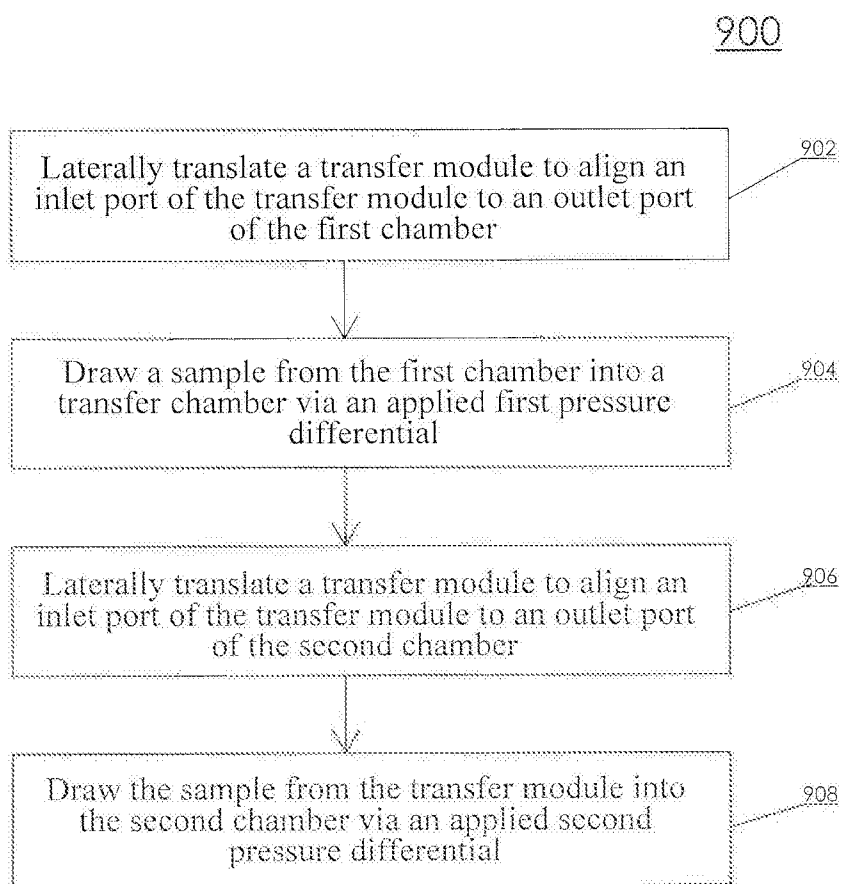 900
Laterally translate a transfer module to align an
inlet port of the transfer module to an outlet port
of the first chamber
902
Draw a sample from the first chamber into a
transfer chamber via an applied first pressure
differential
904
Laterally translate a transfer module to align an
inlet port of the transfer module to an outlet port
of the second chamber
906
Draw the sample from the transfer module into
the second chamber via an applied second
pressure differential
908